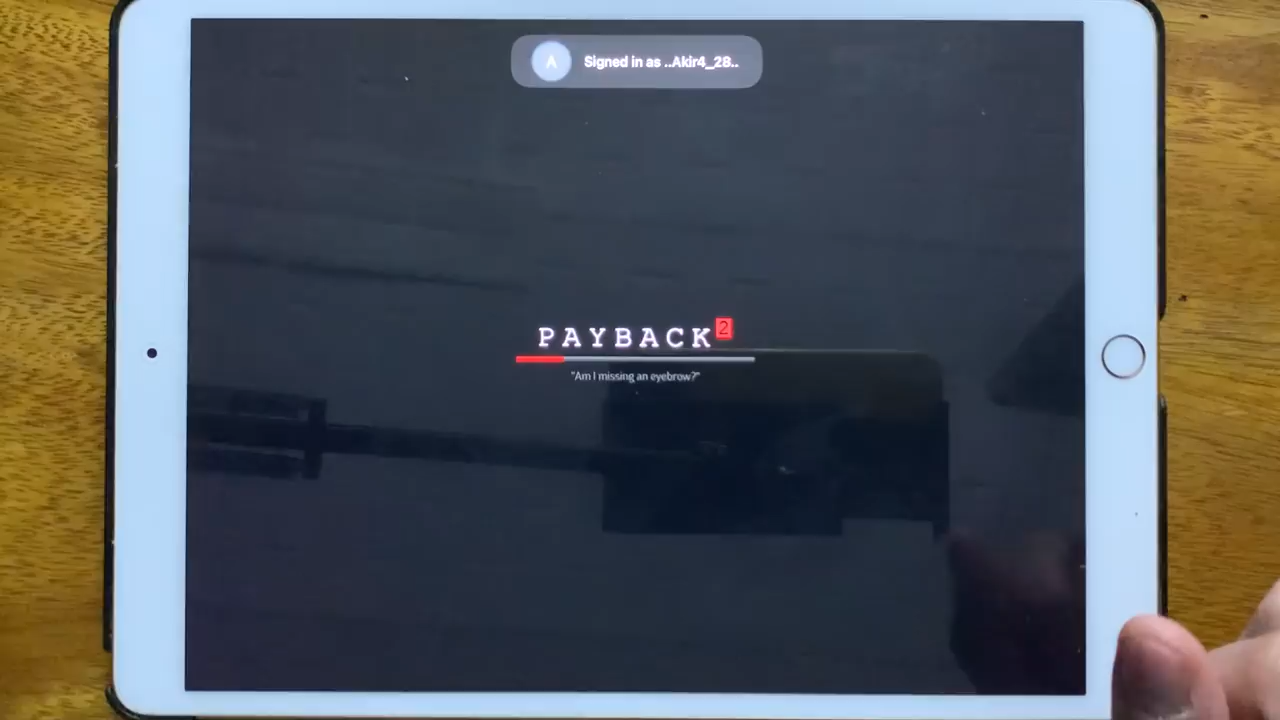 A
Signed in as ..Akir4_28..
PAYBACK2
"Am I missing an eyebrow?"